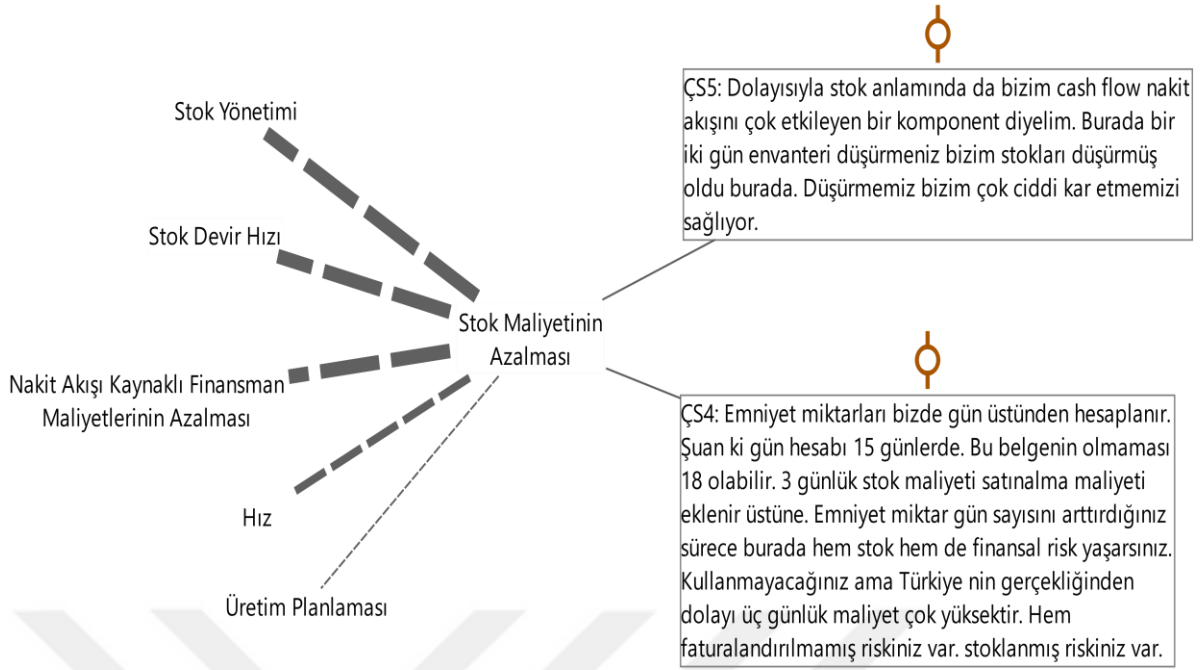 Stok Yönetimi
Stok Devir Hızı
Nakit Akışı Kaynaklı Finansman
Maliyetlerinin Azalması
Hız
Üretim Planlaması
Stok Maliyetinin
Azalması
ÇS5: Dolayısıyla stok anlamında da bizim cash flow nakit
akışını çok etkileyen bir komponent diyelim. Burada bir
iki gün envanteri düşürmeniz bizim stokları düşürmüş
oldu burada. Düşürmemiz bizim çok ciddi kar etmemizi
sağlıyor.
ÇS4: Emniyet miktarları bizde gün üstünden hesaplanır.
Şuan ki gün hesabı 15 günlerde. Bu belgenin olmaması
18 olabilir. 3 günlük stok maliyeti satınalma maliyeti
eklenir üstüne. Emniyet miktar gün sayısını arttırdığınız
sürece burada hem stok hem de finansal risk yaşarsınız.
Kullanmayacağınız ama Türkiye nin gerçekliğinden
dolayı üç günlük maliyet çok yüksektir. Hem
faturalandırılmamış riskiniz var. stoklanmış riskiniz var.